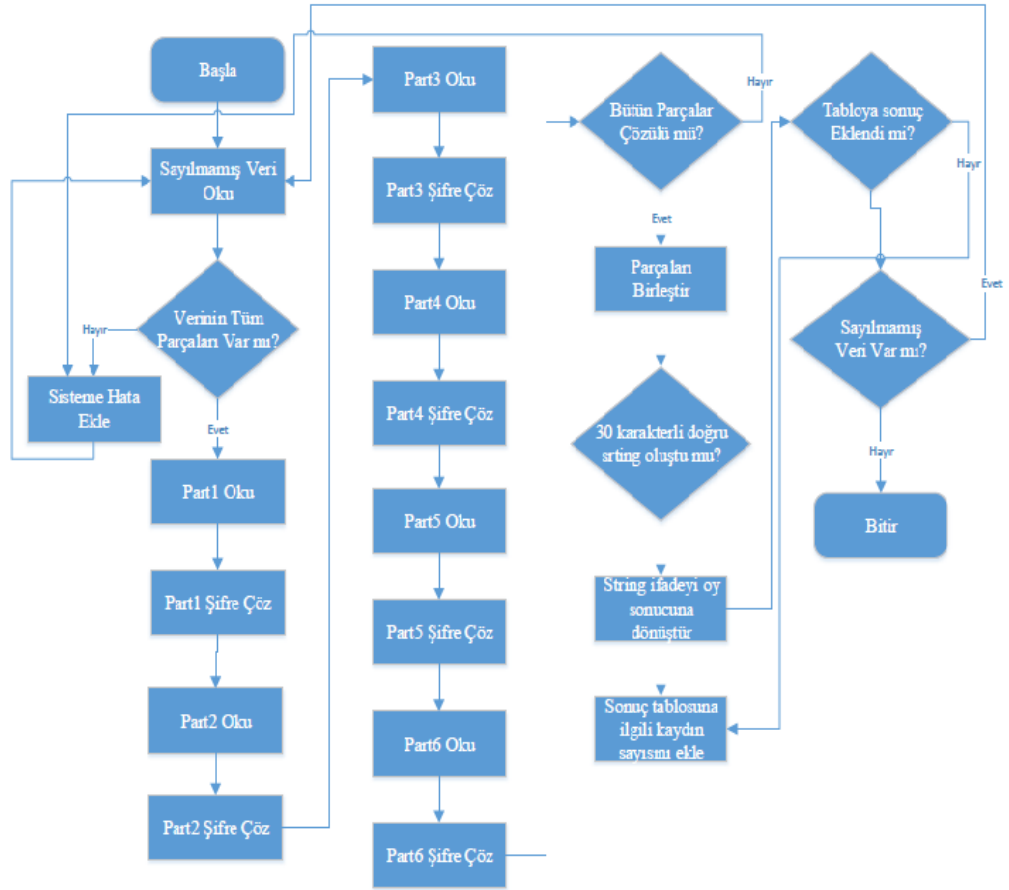 Başla
Sayılmamış Veri
Oku
Verinin Tüm
Parçaları Var mı?
Hayır
Sisteme Hata
Ekle
Evet
Part1 Oku
Part1 Şifre Çöz
Part2 Oku
Part2 Şifre Çöz
Part3 Oku
Part3 Şifre Çöz
Part4 Oku
Part4 Şifre Çöz
Part5 Oku
Part5 Şifre Çöz
Part6 Oku
Part6 Şifre Çöz
Bütün Parçalar
Çözülü mü?
Hayır
Evet
Parçaları
Birleştir
30 karakterli doğru
srting oluştu mu?
String ifadeyi oy
sonucuna
dönüştür
Sonuç tablosuna
ilgili kaydın
sayısını ekle
Tabloya sonuç
Eklendi mi?
Hayır
Sayılmamış
Veri Var mı?
Evet
Hayır
Bitir